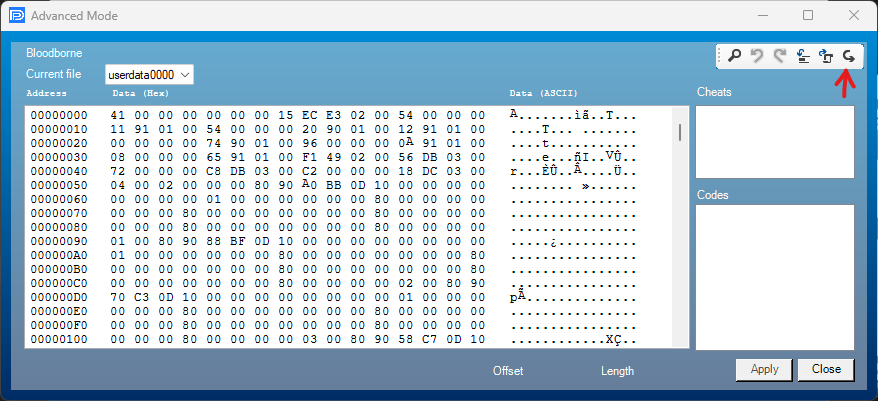 Advanced Mode
Bloodborne
Current file userdata0000
Address Data (Hex) Data (ASCII) Cheats
00000000 41 00 00 00 00 00 00 15 EC E3 02 00 54 00 00 00 A.......ìã..T...
00000010 11 91 01 00 54 00 00 00 20 90 01 00 12 91 01 00 ....T... .......
00000020 00 00 00 00 74 90 01 00 96 00 00 00 0A 91 01 00 ....t...........
00000030 08 00 00 00 65 91 01 00 F1 49 02 00 56 DB 03 00 ....e...ñI..VÛ..
00000040 72 00 00 00 C8 DB 03 00 C2 00 00 00 18 DC 03 00 r...ÈÛ..Â....Ü..
00000050 04 00 02 00 00 00 80 90 A0 BB 0D 10 00 00 00 00 ........ »......
00000060 00 00 00 00 01 00 00 00 00 00 00 80 00 00 00 00 ................
00000070 00 00 00 80 00 00 00 00 00 00 00 80 00 00 00 00 ................
00000080 00 00 00 80 00 00 00 00 00 00 00 80 00 00 00 00 ................
00000090 01 00 80 90 88 BF 0D 10 00 00 00 00 00 00 00 00 .....¿..........
000000A0 01 00 00 00 00 00 00 80 00 00 00 00 00 00 00 80 ................
000000B0 00 00 00 00 00 00 00 80 00 00 00 00 00 00 00 80 ................
000000C0 00 00 00 00 00 00 00 80 00 00 00 00 02 00 80 90 ................
000000D0 70 C3 0D 10 00 00 00 00 00 00 00 00 01 00 00 00 pÃ..............
000000E0 00 00 00 80 00 00 00 00 00 00 00 80 00 00 00 00 ................
000000F0 00 00 00 80 00 00 00 00 00 00 00 80 00 00 00 00 ................
00000100 00 00 00 80 00 00 00 00 03 00 80 90 58 C7 0D 10 ............XÇ..
Codes
Offset Length Apply Close